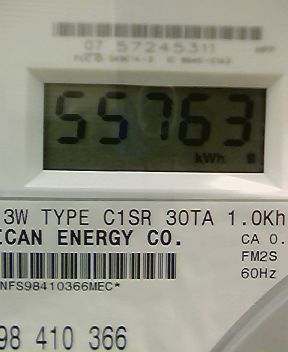 07 57245311
55763
kWh
3W TYPE C1SR 30TA 1.0Kh
ICAN ENERGY CO.
CA 0.
FM2S
60Hz
NFS98410366MEC*
98 410 366